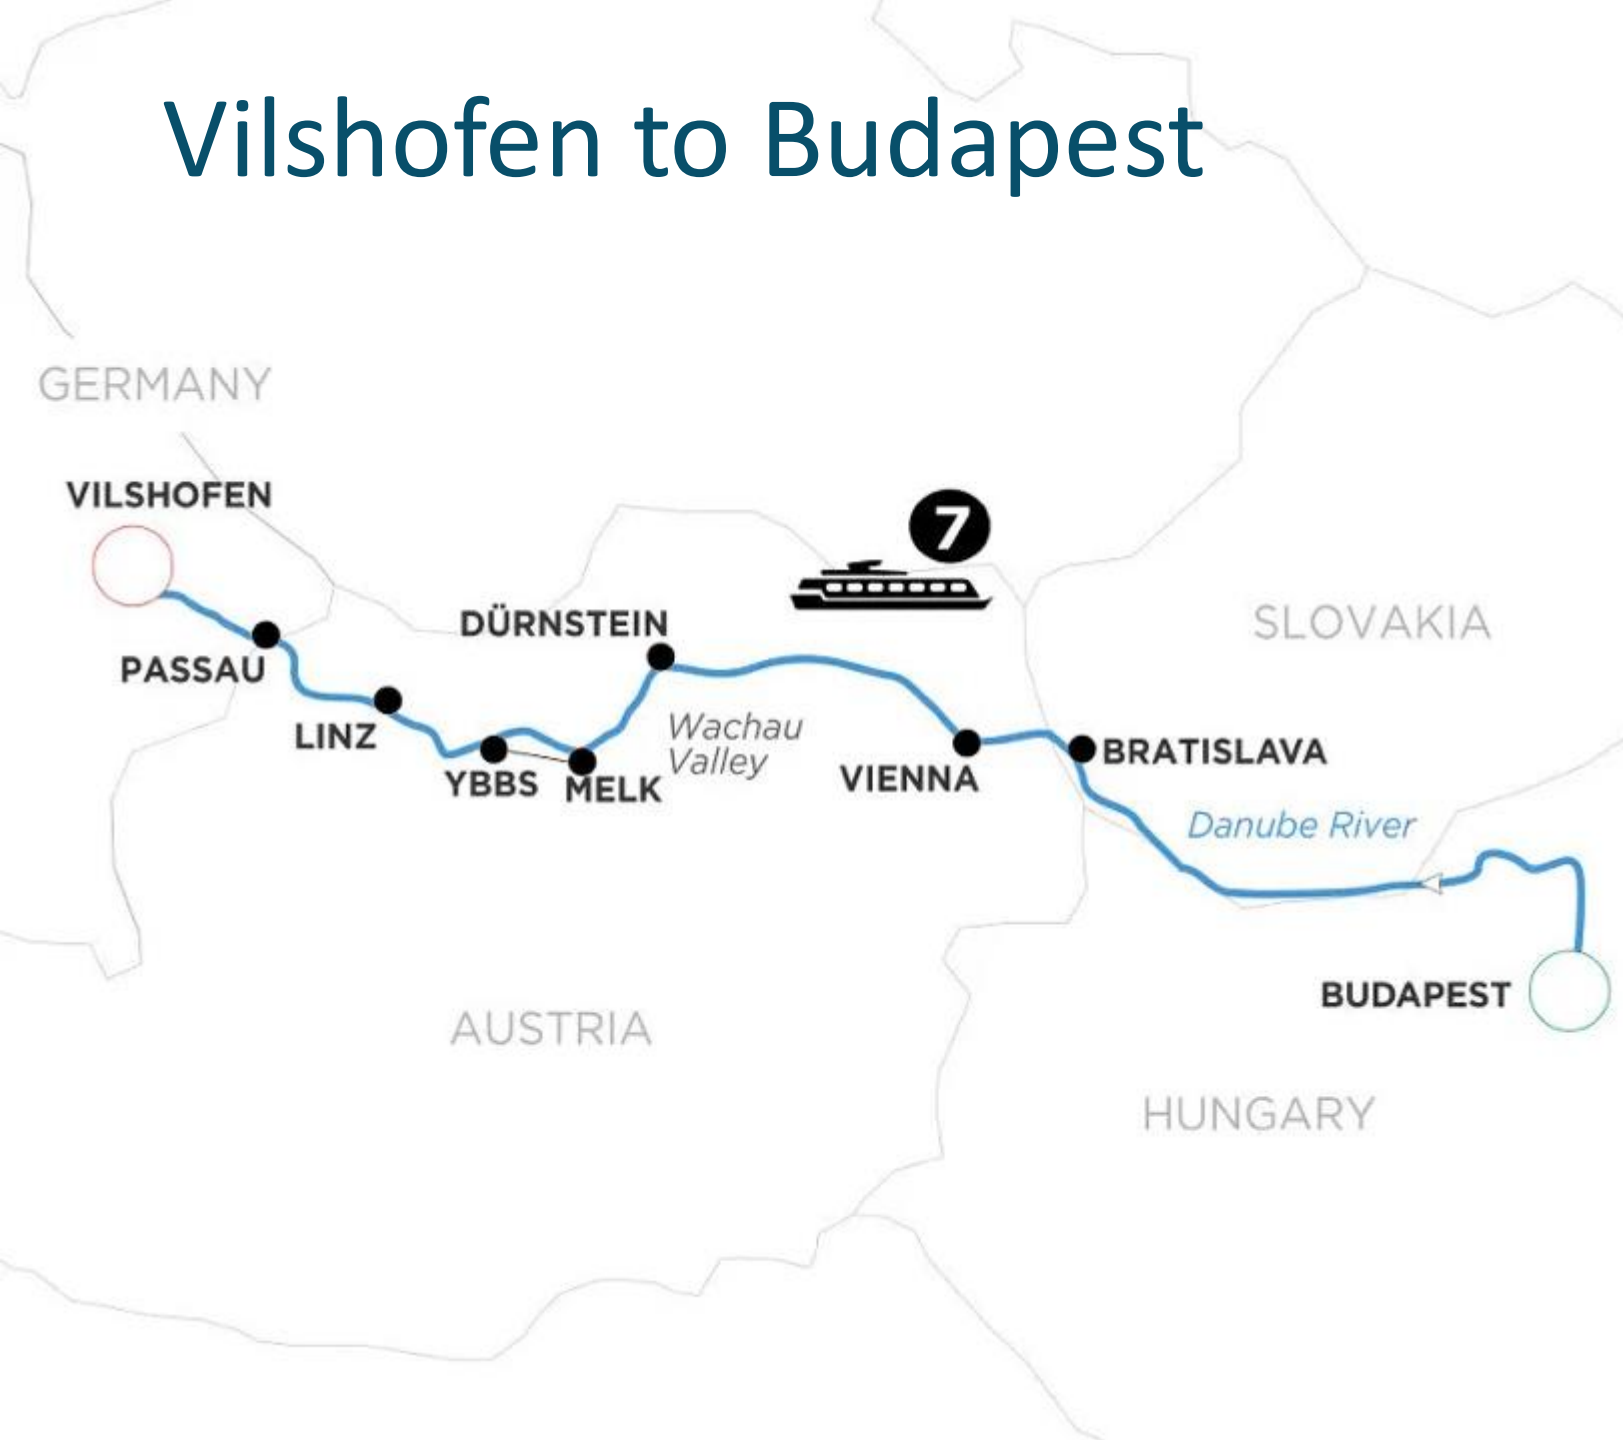 Vilshofen to Budapest
GERMANY
VILSHOFEN
7
DÜRNSTEIN
SLOVAKIA
PASSAU
LINZ
Wachau
Valley
YBBS
MELK
VIENNA
BRATISLAVA
Danube River
BUDAPEST
AUSTRIA
HUNGARY